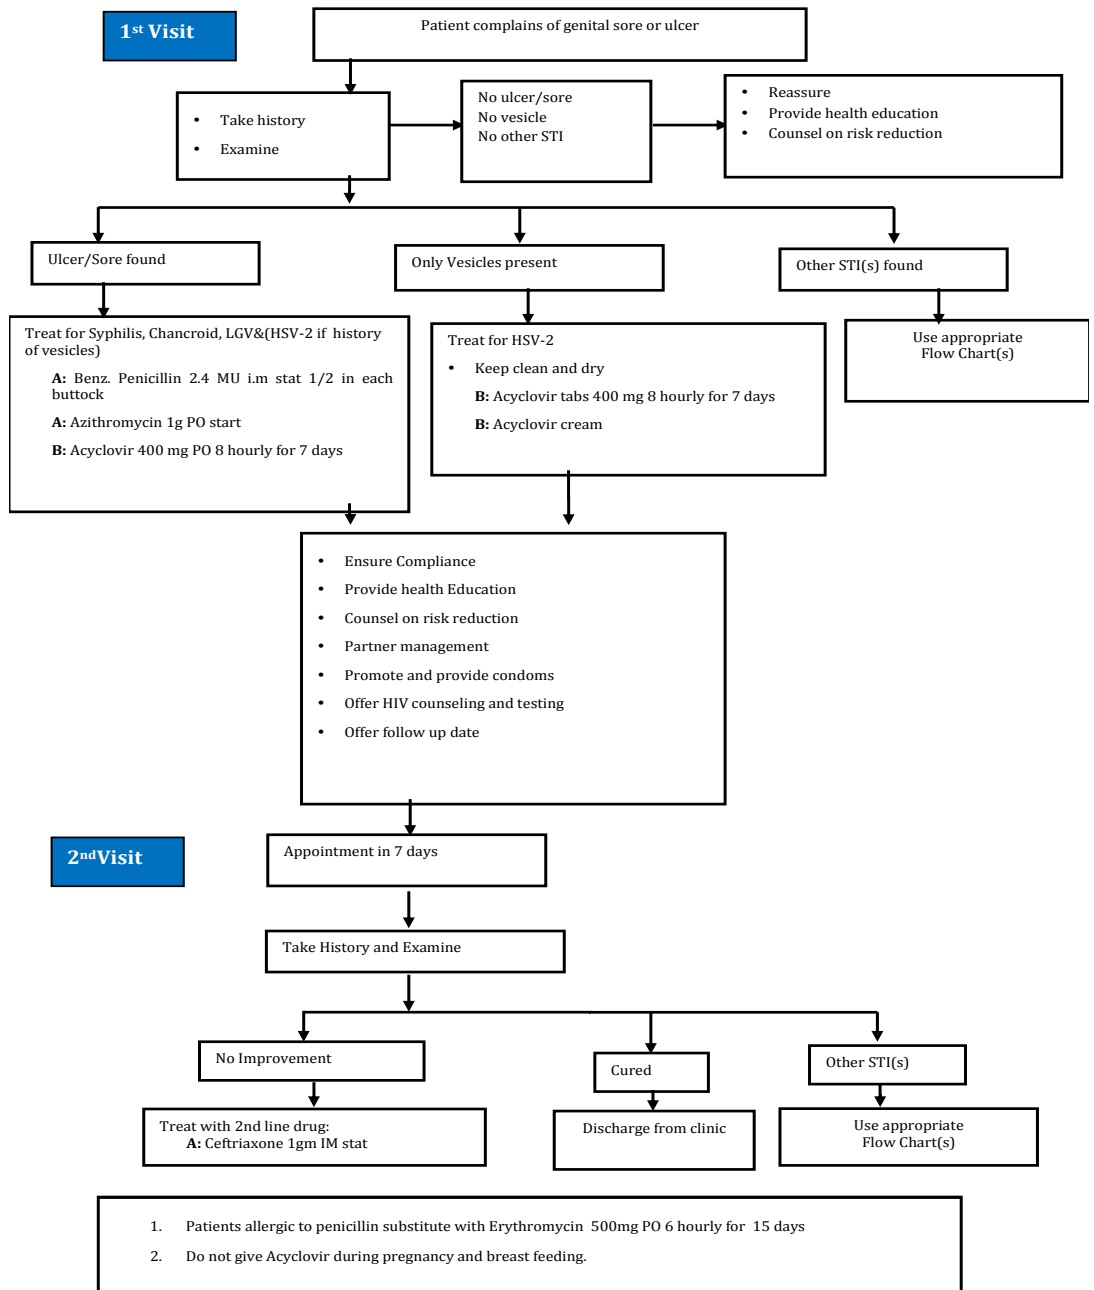 1st Visit
Patient complains of genital sore or ulcer
• Take history
• Examine
No ulcer/sore
No vesicle
No other STI
• Reassure
• Provide health education
• Counsel on risk reduction
Ulcer/Sore found
Only Vesicles present
Other STI(s) found
Treat for Syphilis, Chancroid, LGV&(HSV-2 if history
of vesicles)
A: Benz. Penicillin 2.4 MU i.m stat 1/2 in each
buttock
A: Azithromycin 1g PO start
B: Acyclovir 400 mg PO 8 hourly for 7 days
Treat for HSV-2
• Keep clean and dry
B: Acyclovir tabs 400 mg 8 hourly for 7 days
B: Acyclovir cream
Use appropriate
Flow Chart(s)
• Ensure Compliance
• Provide health Education
• Counsel on risk reduction
• Partner management
• Promote and provide condoms
• Offer HIV counseling and testing
• Offer follow up date
2ndVisit
Appointment in 7 days
Take History and Examine
No Improvement
Cured
Other STI(s)
Treat with 2nd line drug:
A: Ceftriaxone 1gm IM stat
Discharge from clinic
Use appropriate
Flow Chart(s)
1. Patients allergic to penicillin substitute with Erythromycin 500mg PO 6 hourly for 15 days
2. Do not give Acyclovir during pregnancy and breast feeding.